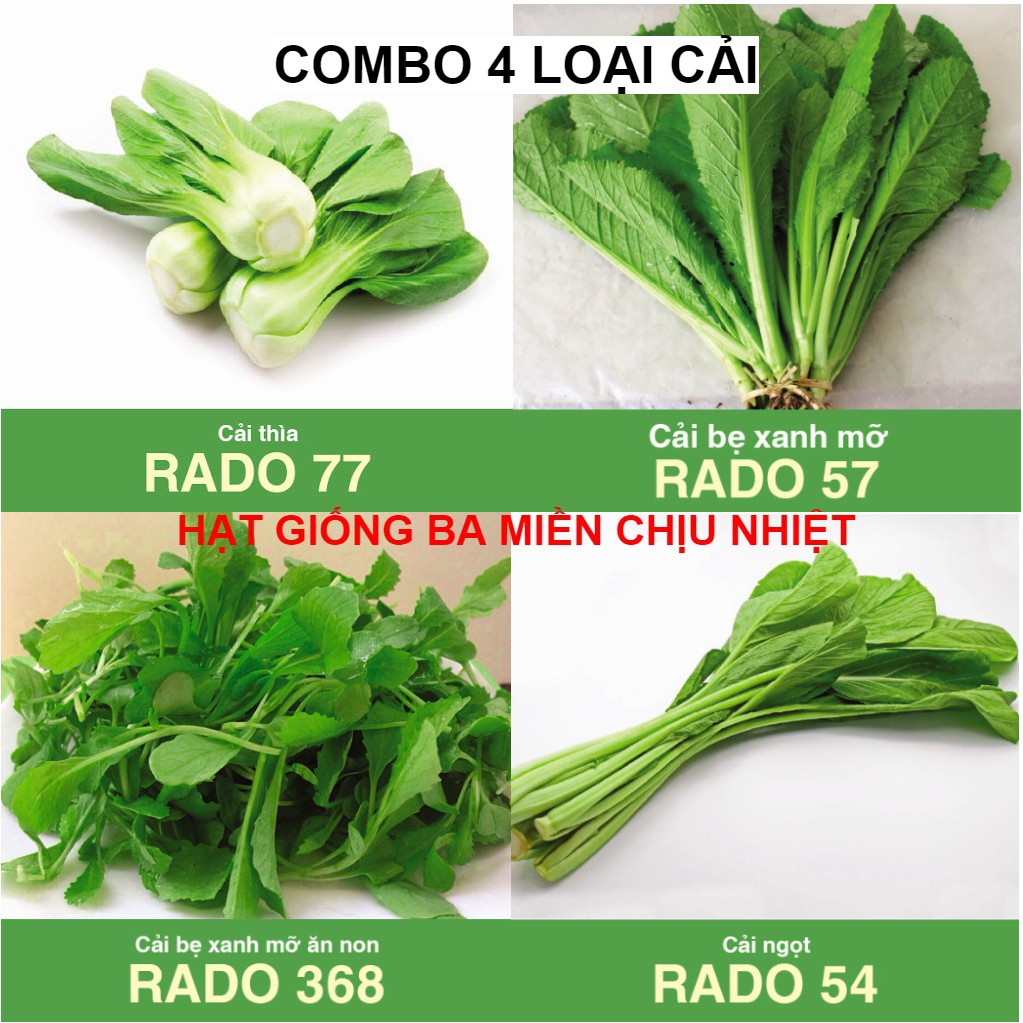 COMBO 4 LOẠI CẢI
Cải thìa
RADO 77
Cải bẹ xanh mỡ
RADO 57
HẠT GIỐNG BA MIỀN CHỊU NHIỆT
Cải bẹ xanh mỡ ăn non
RADO 368
Cải ngọt
RADO 54